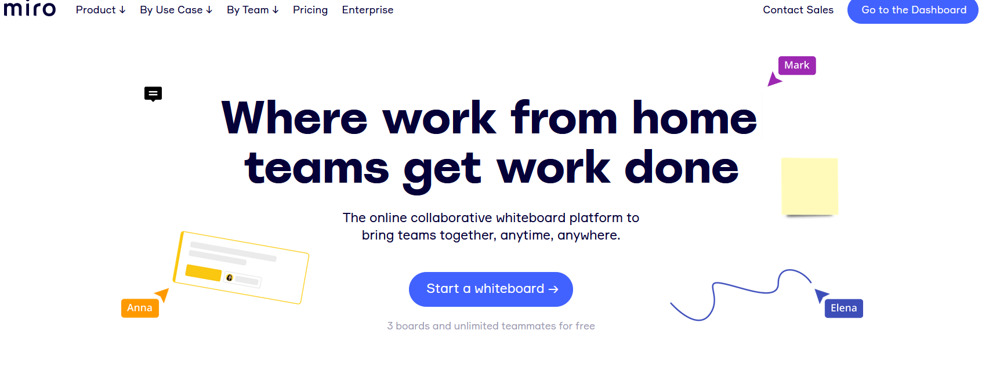 miro Product ↓ By Use Case ↓ By Team ↓ Pricing Enterprise Contact Sales Go to the Dashboard
Mark
Where work from home
teams get work done
The online collaborative whiteboard platform to
bring teams together, anytime, anywhere.
Start a whiteboard →
Anna
Elena
3 boards and unlimited teammates for free